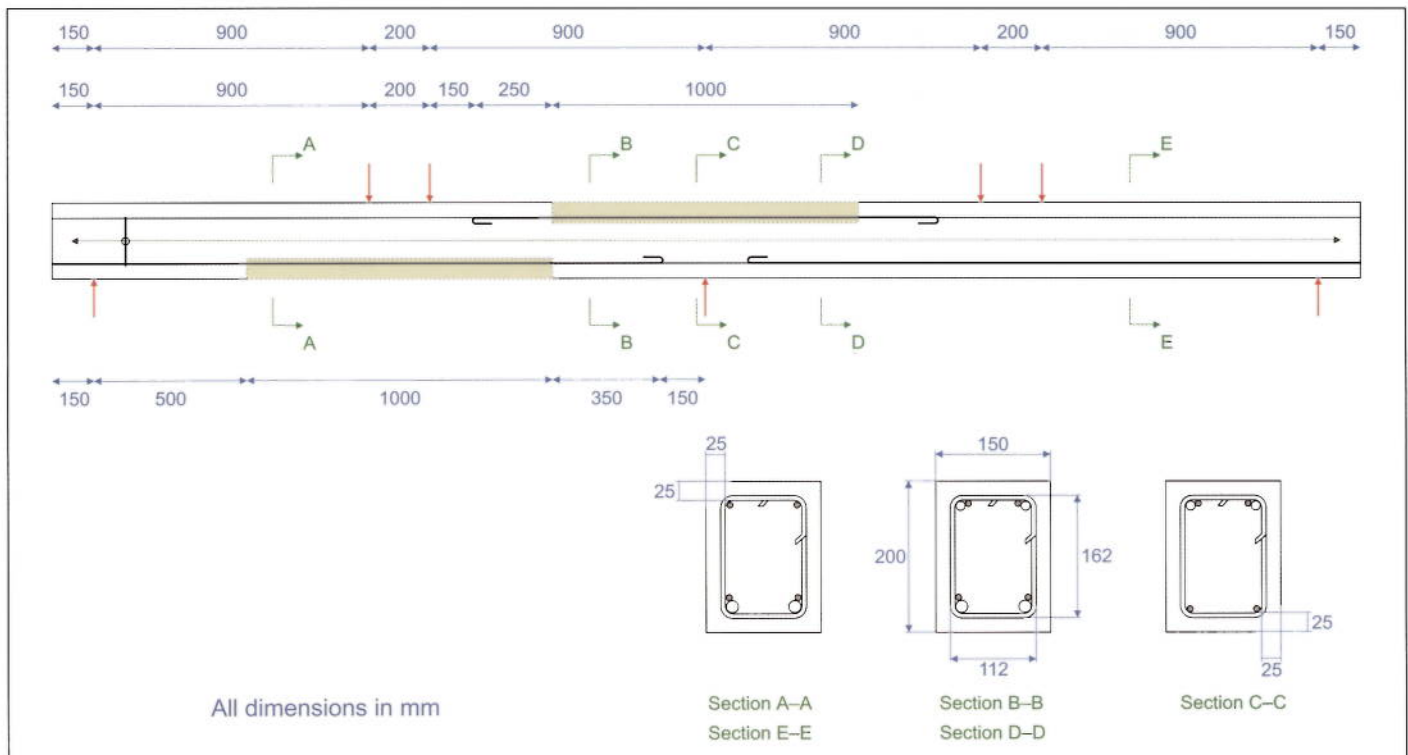 150 900 200 900 900 200 900 150
150 900 200 150 250 1000
A B C D E
A B C D E
150 500 1000 350 150
25 150
25
200 162
25
112 25
All dimensions in mm
Section A–A Section B–B Section C–C
Section E–E Section D–D